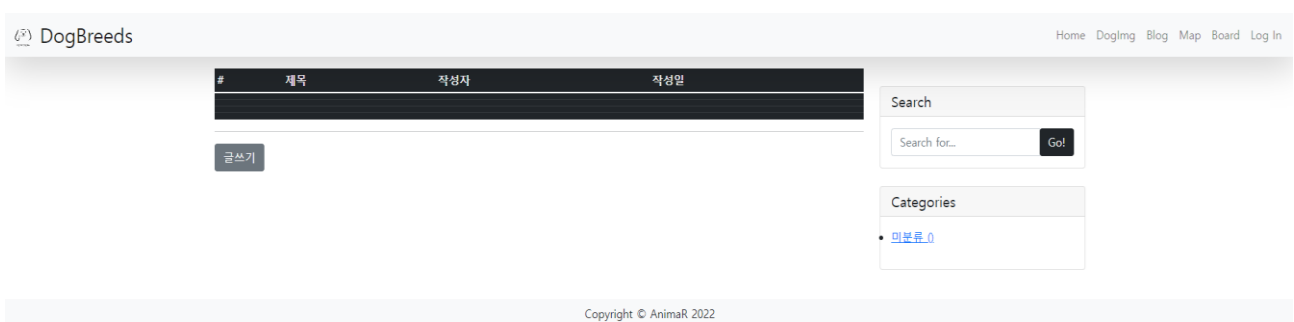 DogBreeds
Home DogImg Blog Map Board Log In
# 제목 작성자 작성일
글쓰기
Search
Search for...
Go!
Categories
미분류 ()
Copyright © AnimaR 2022